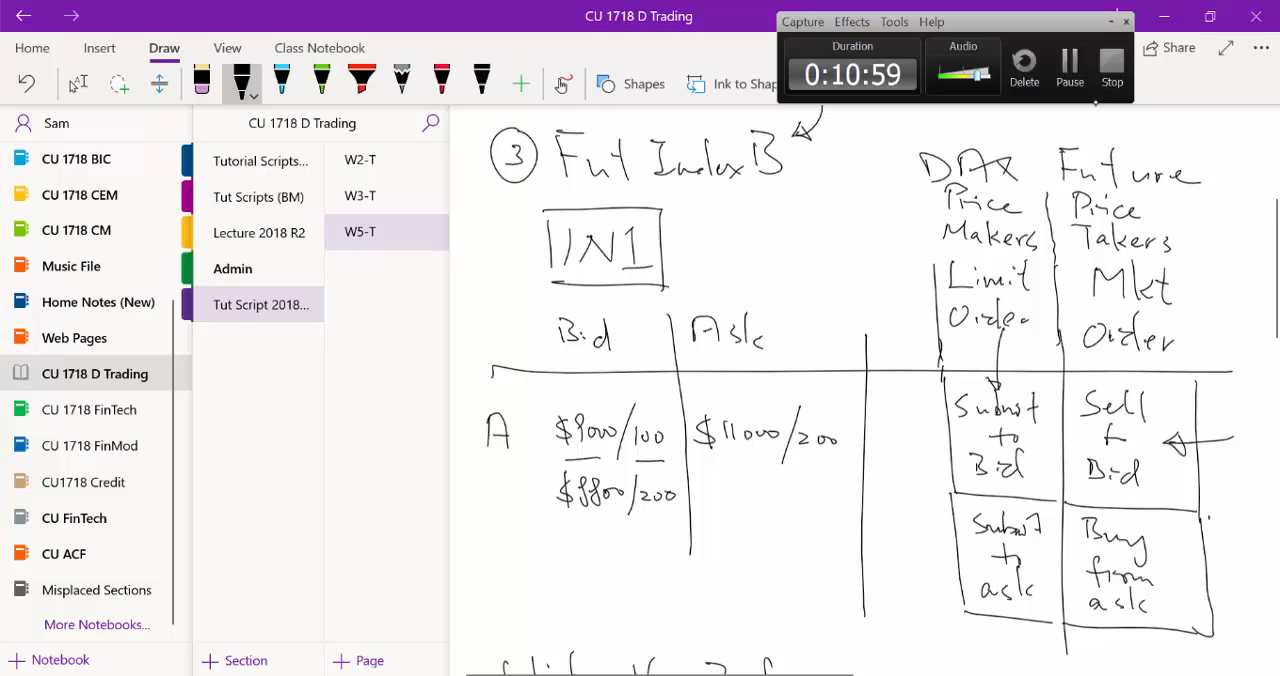 CU 1718 D Trading
Capture Effects Tools Help
Duration
0:10:59
Audio
Delete Pause Stop
Home Insert Draw View Class Notebook
Share
Shapes
Ink to Shap
Sam
CU 1718 BIC
CU 1718 CEM
CU 1718 CM
Music File
Home Notes (New)
Web Pages
CU 1718 D Trading
CU 1718 FinTech
CU 1718 FinMod
CU1718 Credit
CU FinTech
CU ACF
Misplaced Sections
More Notebooks...
Notebook
CU 1718 D Trading
Tutorial Scripts...
Tut Scripts (BM)
Lecture 2018 R2
Admin
Tut Script 2018...
Section
W2-T
W3-T
W5-T
Page
3 Fut IndexB
Bid Ask
A $9000/100 $11000/200
$8800/200
DAX Future
Price Price
Makers Takers
Limit Mkt
Order Order
Submit Sell
to to
Bid Bid
Submit Buy
to from
ask ask